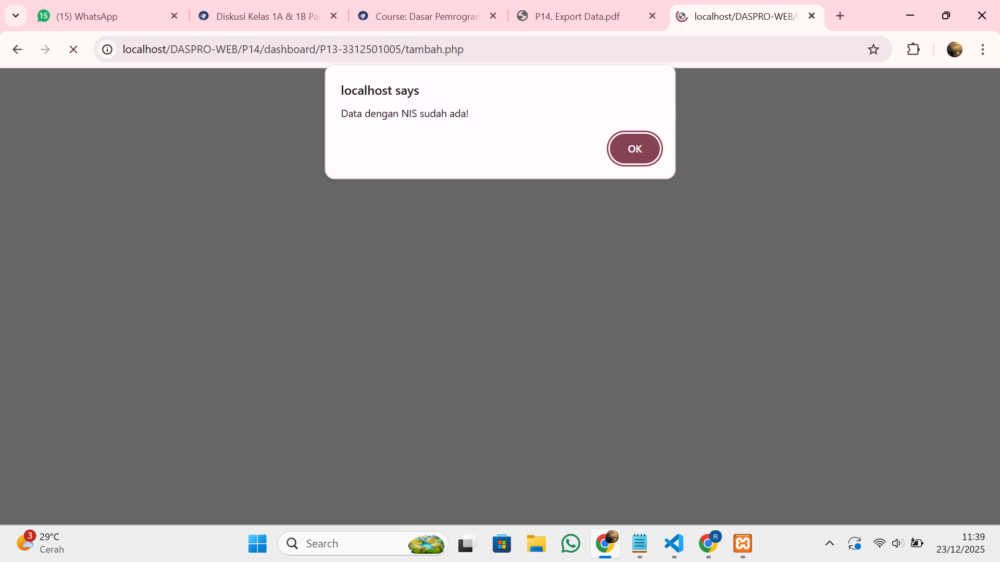 15
(15) WhatsApp
Diskusi Kelas 1A & 1B Pag
Course: Dasar Pemrogram
P14. Export Data.pdf
localhost/DASPRO-WEB/
localhost/DASPRO-WEB/P14/dashboard/P13-3312501005/tambah.php
localhost says
Data dengan NIS sudah ada!
OK
3
29°C
Cerah
Search
R
11:39
23/12/2025